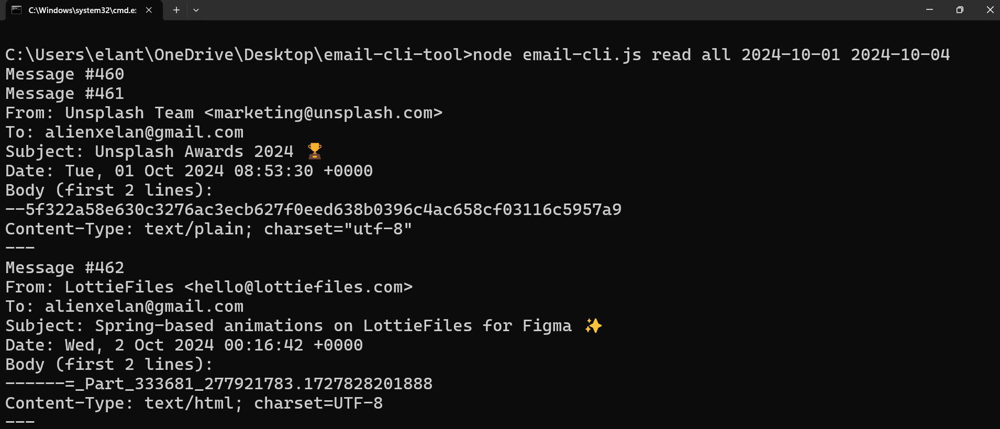 C:\Windows\system32\cmd.e
C:\Users\elant\OneDrive\Desktop\email-cli-tool>node email-cli.js read all 2024-10-01 2024-10-04
Message #460
Message #461
From: Unsplash Team <marketing@unsplash.com>
To: alienxelan@gmail.com
Subject: Unsplash Awards 2024 🏆
Date: Tue, 01 Oct 2024 08:53:30 +0000
Body (first 2 lines):
--5f322a58e630c3276ac3ecb627f0eed638b0396c4ac658cf03116c5957a9
Content-Type: text/plain; charset="utf-8"
---
Message #462
From: LottieFiles <hello@lottiefiles.com>
To: alienxelan@gmail.com
Subject: Spring-based animations on LottieFiles for Figma ✨
Date: Wed, 2 Oct 2024 00:16:42 +0000
Body (first 2 lines):
------=_Part_333681_277921783.1727828201888
Content-Type: text/html; charset=UTF-8
---